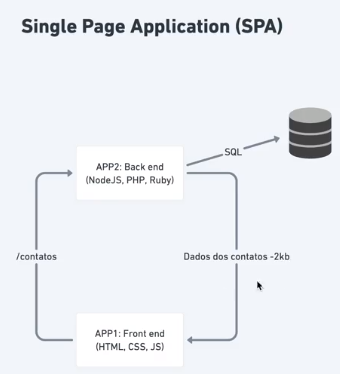 Single Page Application (SPA)
SQL
APP2: Back end
(NodeJS, PHP, Ruby)
/contatos
Dados dos contatos ~2kb
APP1: Front end
(HTML, CSS, JS)